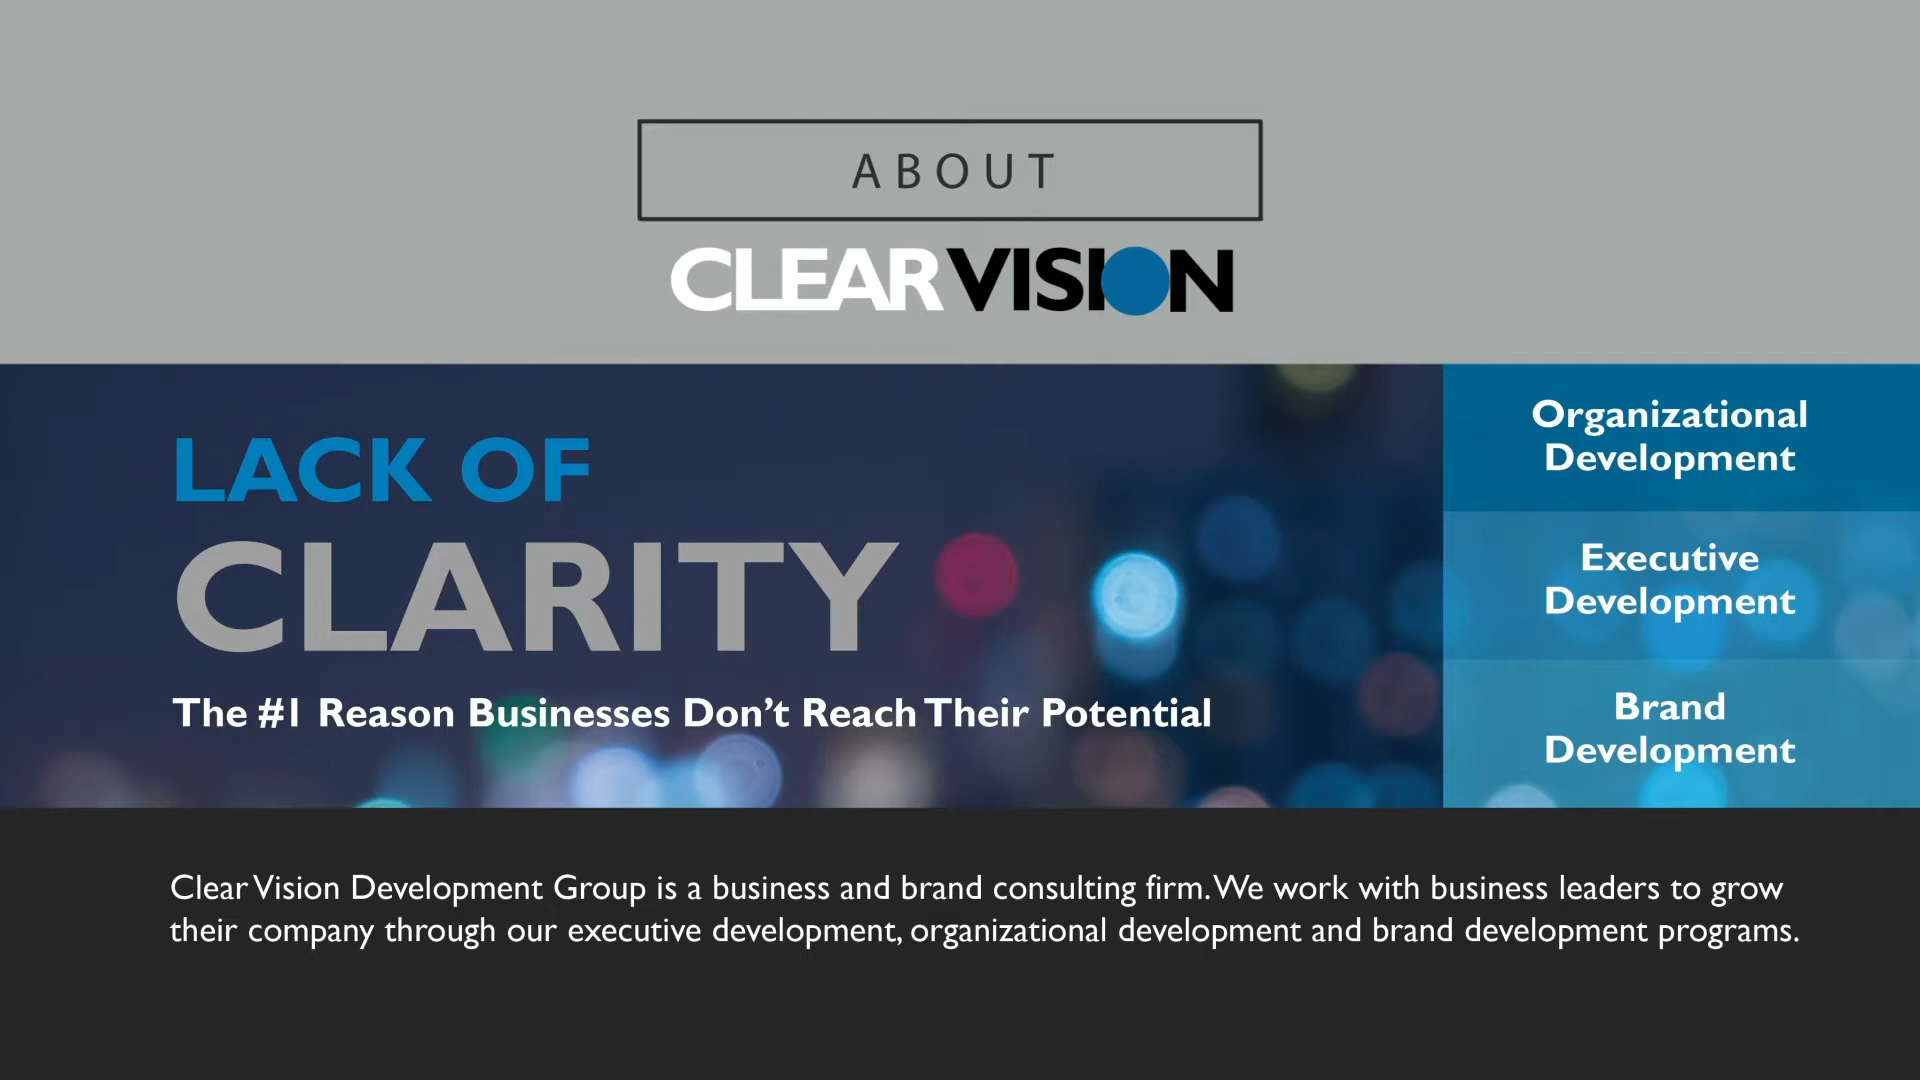 ABOUT
CLEAR VISION
LACK OF
CLARITY
The #1 Reason Businesses Don’t Reach Their Potential
Organizational
Development
Executive
Development
Brand
Development
Clear Vision Development Group is a business and brand consulting firm. We work with business leaders to grow
their company through our executive development, organizational development and brand development programs.